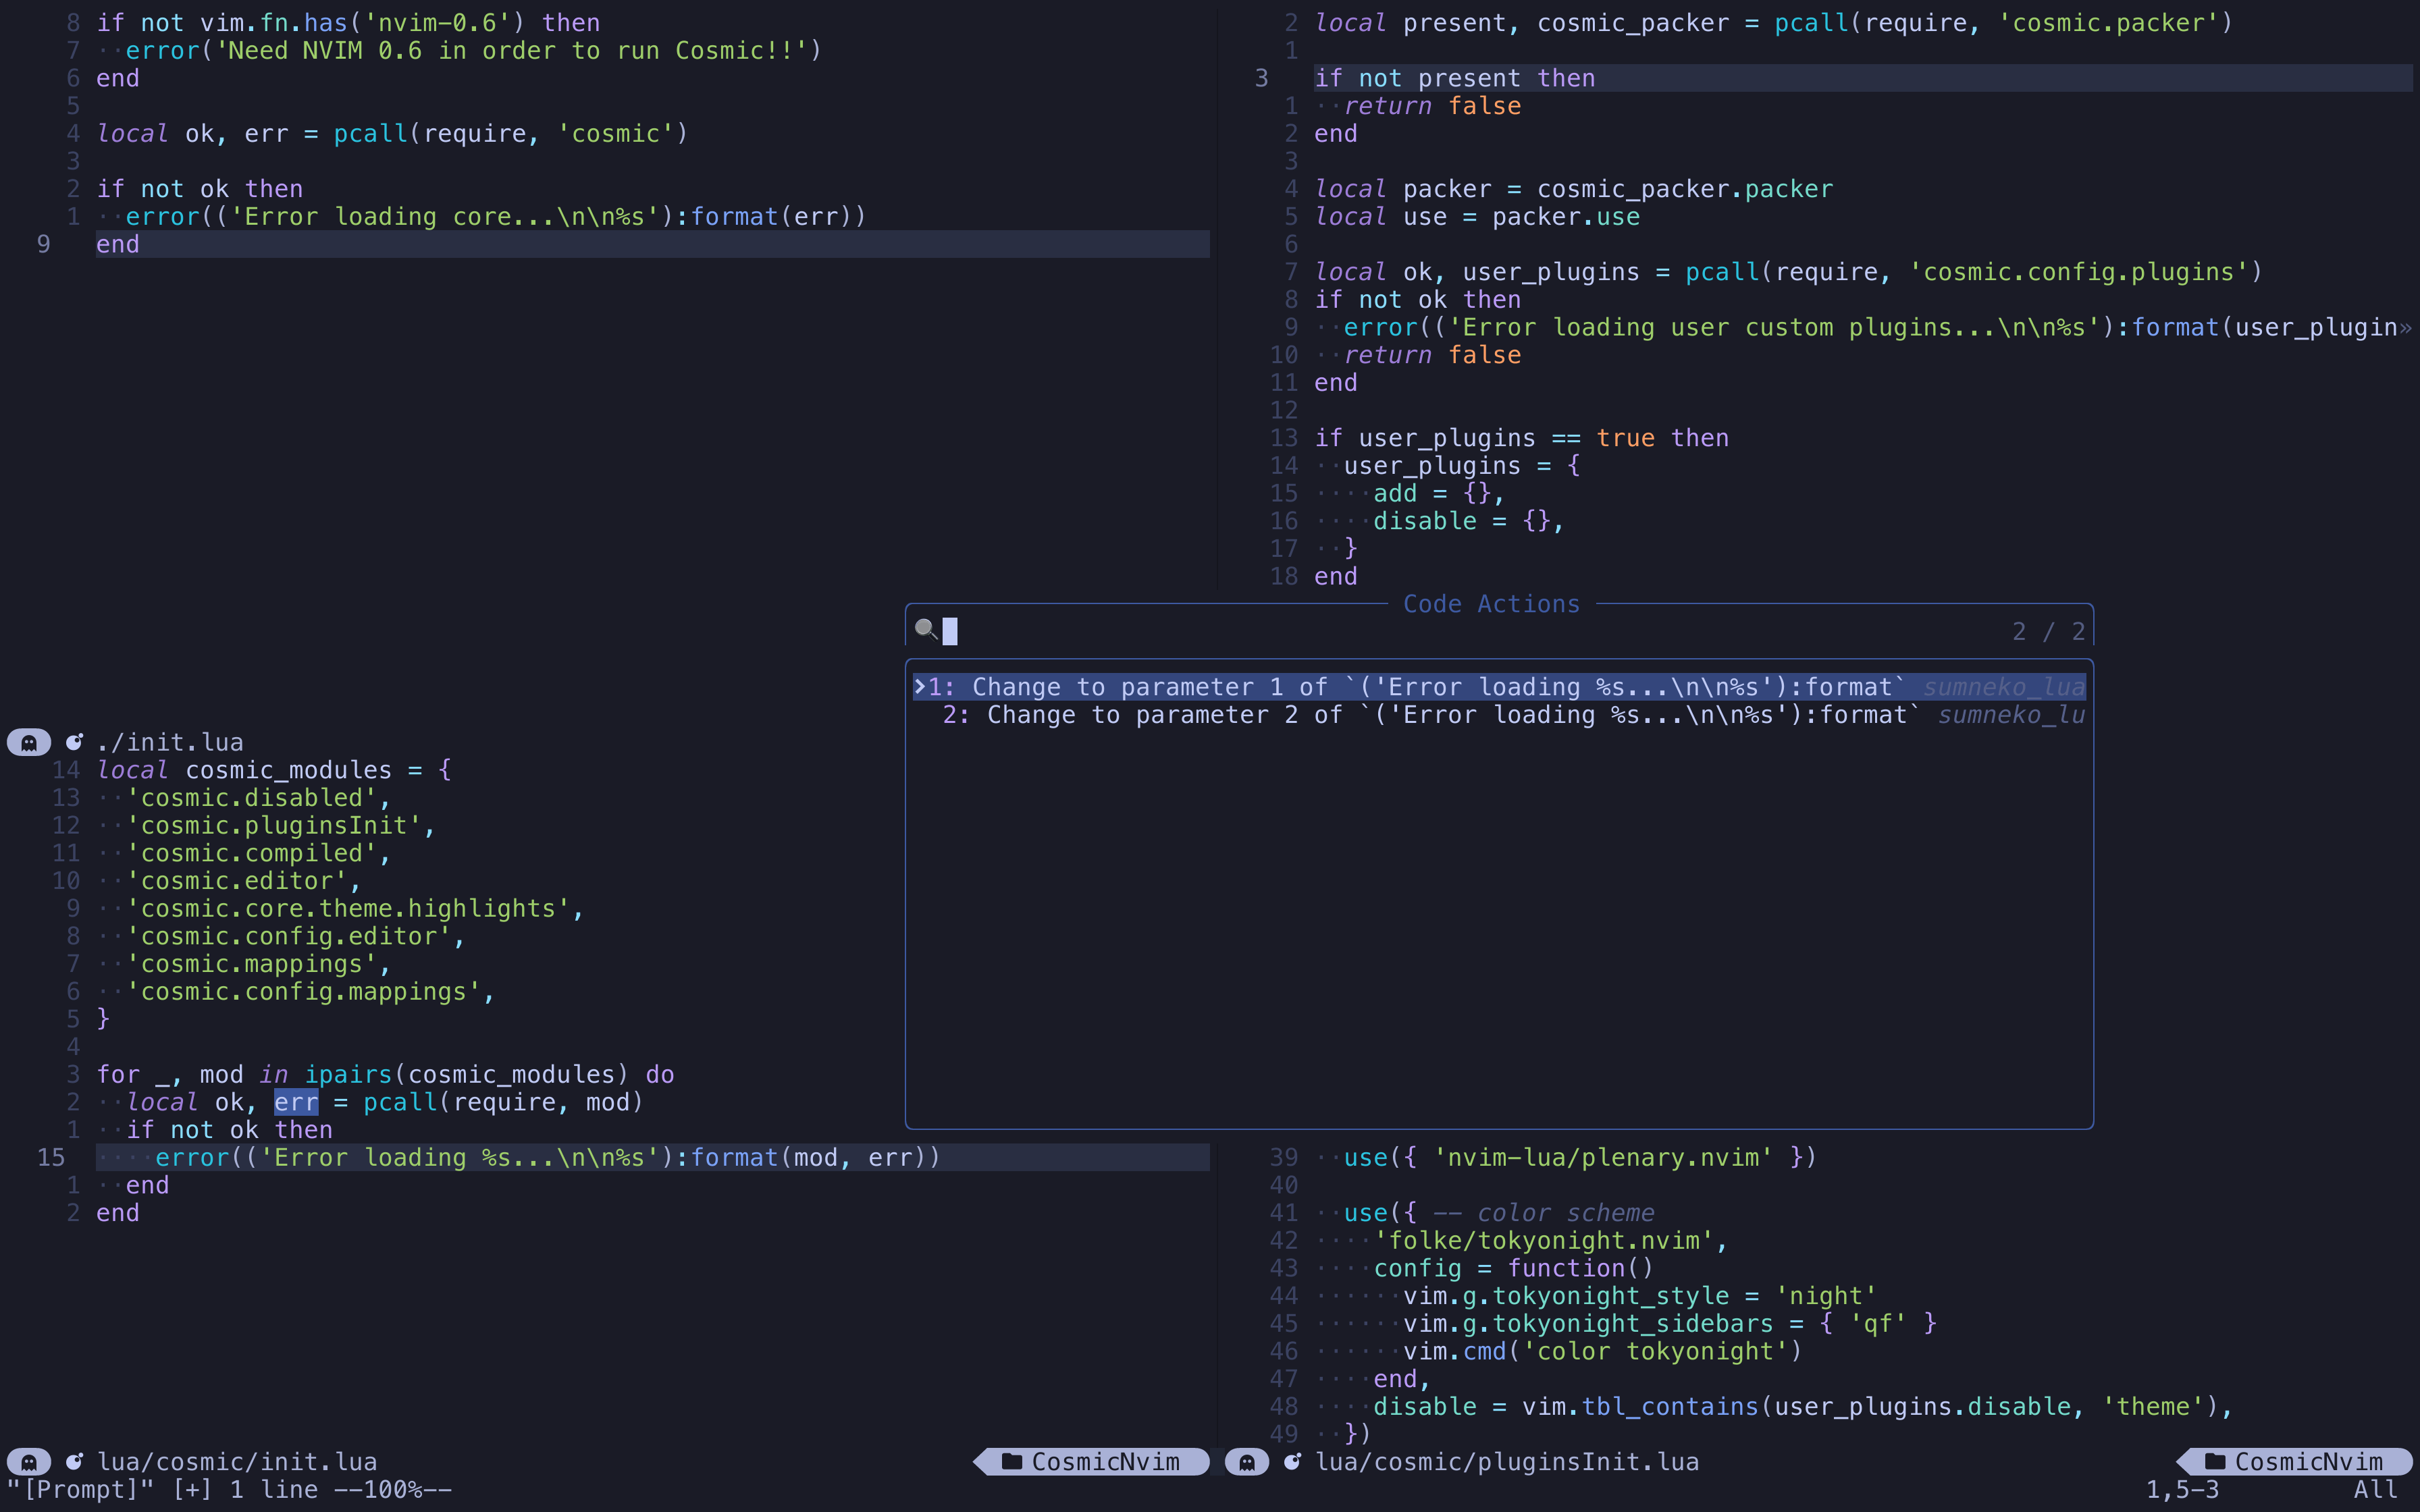 8 if not vim.fn.has('nvim-0.6') then
7 ··error('Need NVIM 0.6 in order to run Cosmic!!')
6 end
5
4 local ok, err = pcall(require, 'cosmic')
3
2 if not ok then
1 ··error(('Error loading core...\n\n%s'):format(err))
9 end
./init.lua
14 local cosmic_modules = {
13 ··'cosmic.disabled',
12 ··'cosmic.pluginsInit',
11 ··'cosmic.compiled',
10 ··'cosmic.editor',
9 ··'cosmic.core.theme.highlights',
8 ··'cosmic.config.editor',
7 ··'cosmic.mappings',
6 ··'cosmic.config.mappings',
5 }
4
3 for _, mod in ipairs(cosmic_modules) do
2 ··local ok, err = pcall(require, mod)
1 ··if not ok then
15 ····error(('Error loading %s...\n\n%s'):format(mod, err))
1 ··end
2 end
lua/cosmic/init.lua
CosmicNvim
2 local present, cosmic_packer = pcall(require, 'cosmic.packer')
1
3 if not present then
1 ··return false
2 end
3
4 local packer = cosmic_packer.packer
5 local use = packer.use
6
7 local ok, user_plugins = pcall(require, 'cosmic.config.plugins')
8 if not ok then
9 ··error(('Error loading user custom plugins...\n\n%s'):format(user_plugin»
10 ··return false
11 end
12
13 if user_plugins == true then
14 ··user_plugins = {
15 ····add = {},
16 ····disable = {},
17 ··}
18 end
Code Actions
2 / 2
1: Change to parameter 1 of `('Error loading %s...\n\n%s'):format` sumneko_lua
2: Change to parameter 2 of `('Error loading %s...\n\n%s'):format` sumneko_lu
39 ··use({ 'nvim-lua/plenary.nvim' })
40
41 ··use({ -- color scheme
42 ····'folke/tokyonight.nvim',
43 ····config = function()
44 ······vim.g.tokyonight_style = 'night'
45 ······vim.g.tokyonight_sidebars = { 'qf' }
46 ······vim.cmd('color tokyonight')
47 ····end,
48 ····disable = vim.tbl_contains(user_plugins.disable, 'theme'),
49 ··})
lua/cosmic/pluginsInit.lua
CosmicNvim
"[Prompt]" [+] 1 line --100%--
1,5-3 All